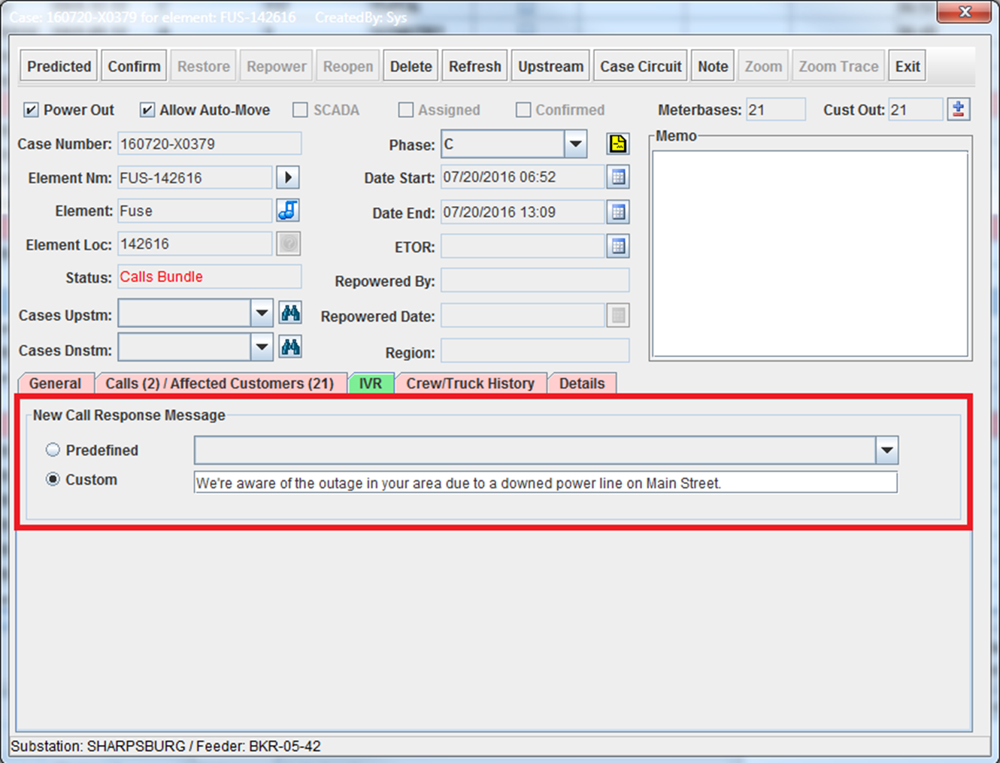 Case: 160720-X0379 for element: FUS-142616 CreatedBy: Sys
Predicted Confirm Restore Repower Reopen Delete Refresh Upstream Case Circuit Note Zoom Zoom Trace Exit
Power Out Allow Auto-Move SCADA Assigned Confirmed Meterbases: 21 Cust Out: 21
Case Number: 160720-X0379 Phase: C Memo
Element Nm: FUS-142616 Date Start: 07/20/2016 06:52
Element: Fuse Date End: 07/20/2016 13:09
Element Loc: 142616 ETOR:
Status: Calls Bundle Repowered By:
Cases Upstm: Repowered Date:
Cases Dnstm: Region:
General Calls (2) / Affected Customers (21) IVR Crew/Truck History Details
New Call Response Message
Predefined
Custom We're aware of the outage in your area due to a downed power line on Main Street.
Substation: SHARPSBURG / Feeder: BKR-05-42